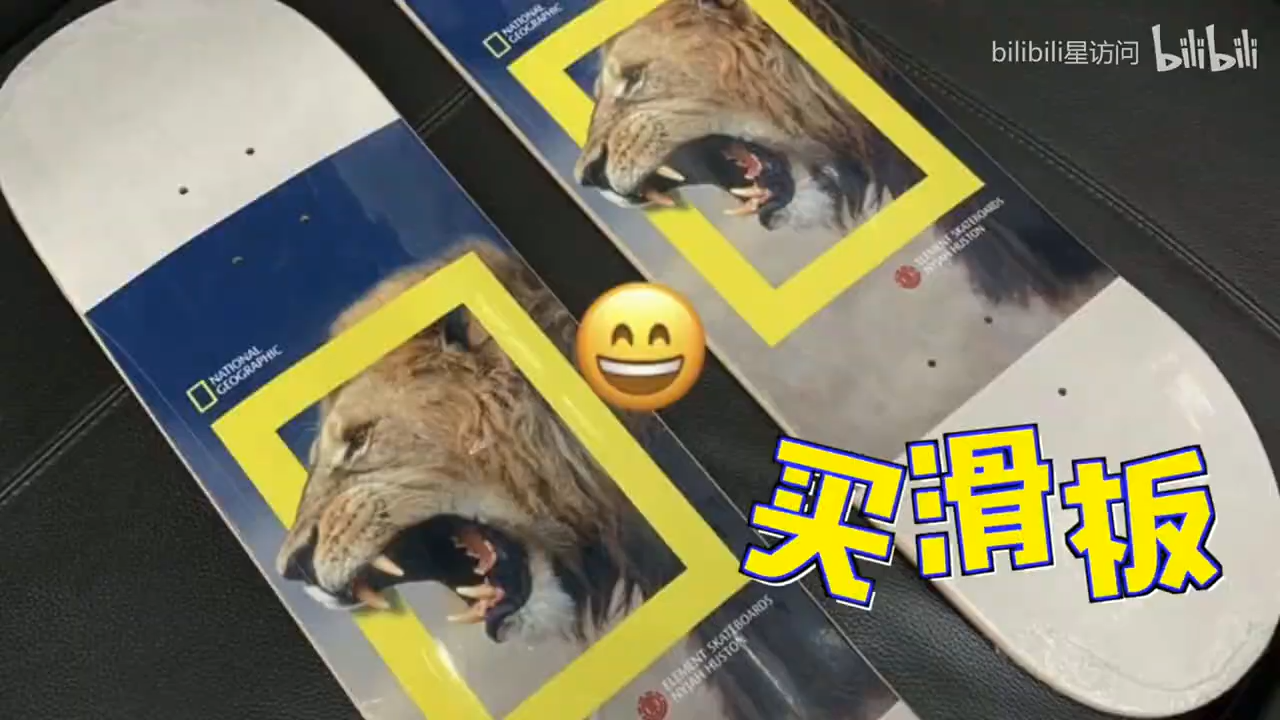 bilibili星访问 bilibili
NATIONAL
GEOGRAPHIC
ELEMENT SKATEBOARDS
NYJAH HUSTON
NATIONAL
GEOGRAPHIC
买滑板
ELEMENT SKATEBOARDS
NYJAH HUSTON